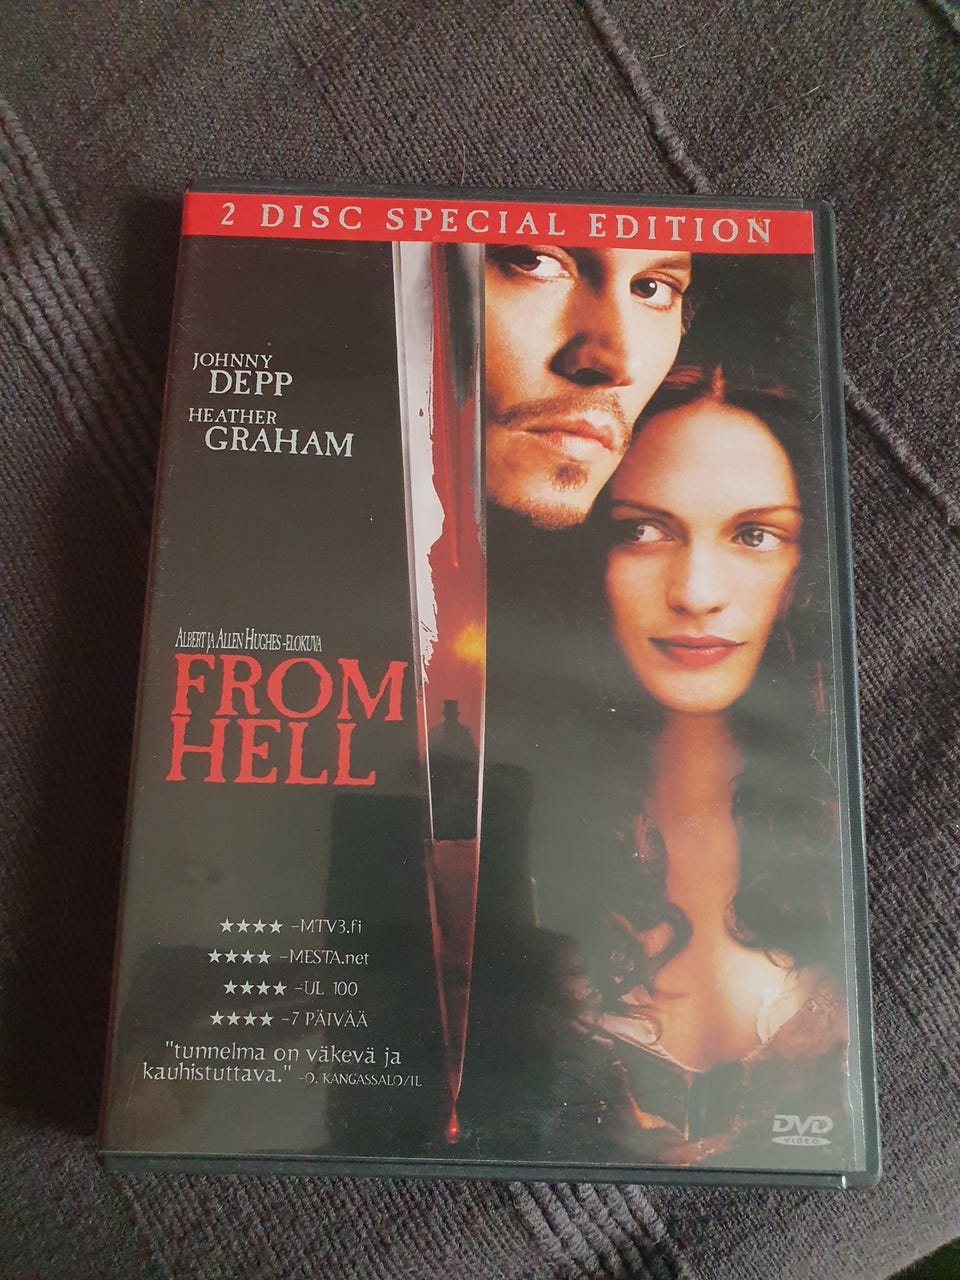 2 DISC SPECIAL EDITION
JOHNNY
DEPP
HEATHER
GRAHAM
ALBERT JA ALLEN HUGHES -ELOKUVA
FROM
HELL
★★★★ -MTV3.fi
★★★★ -MESTA.net
★★★★ -UL 100
★★★★ -7 PÄIVÄÄ
"tunnelma on väkevä ja
kauhistuttava." -O. KANGASSALO/IL
DVD
VIDEO